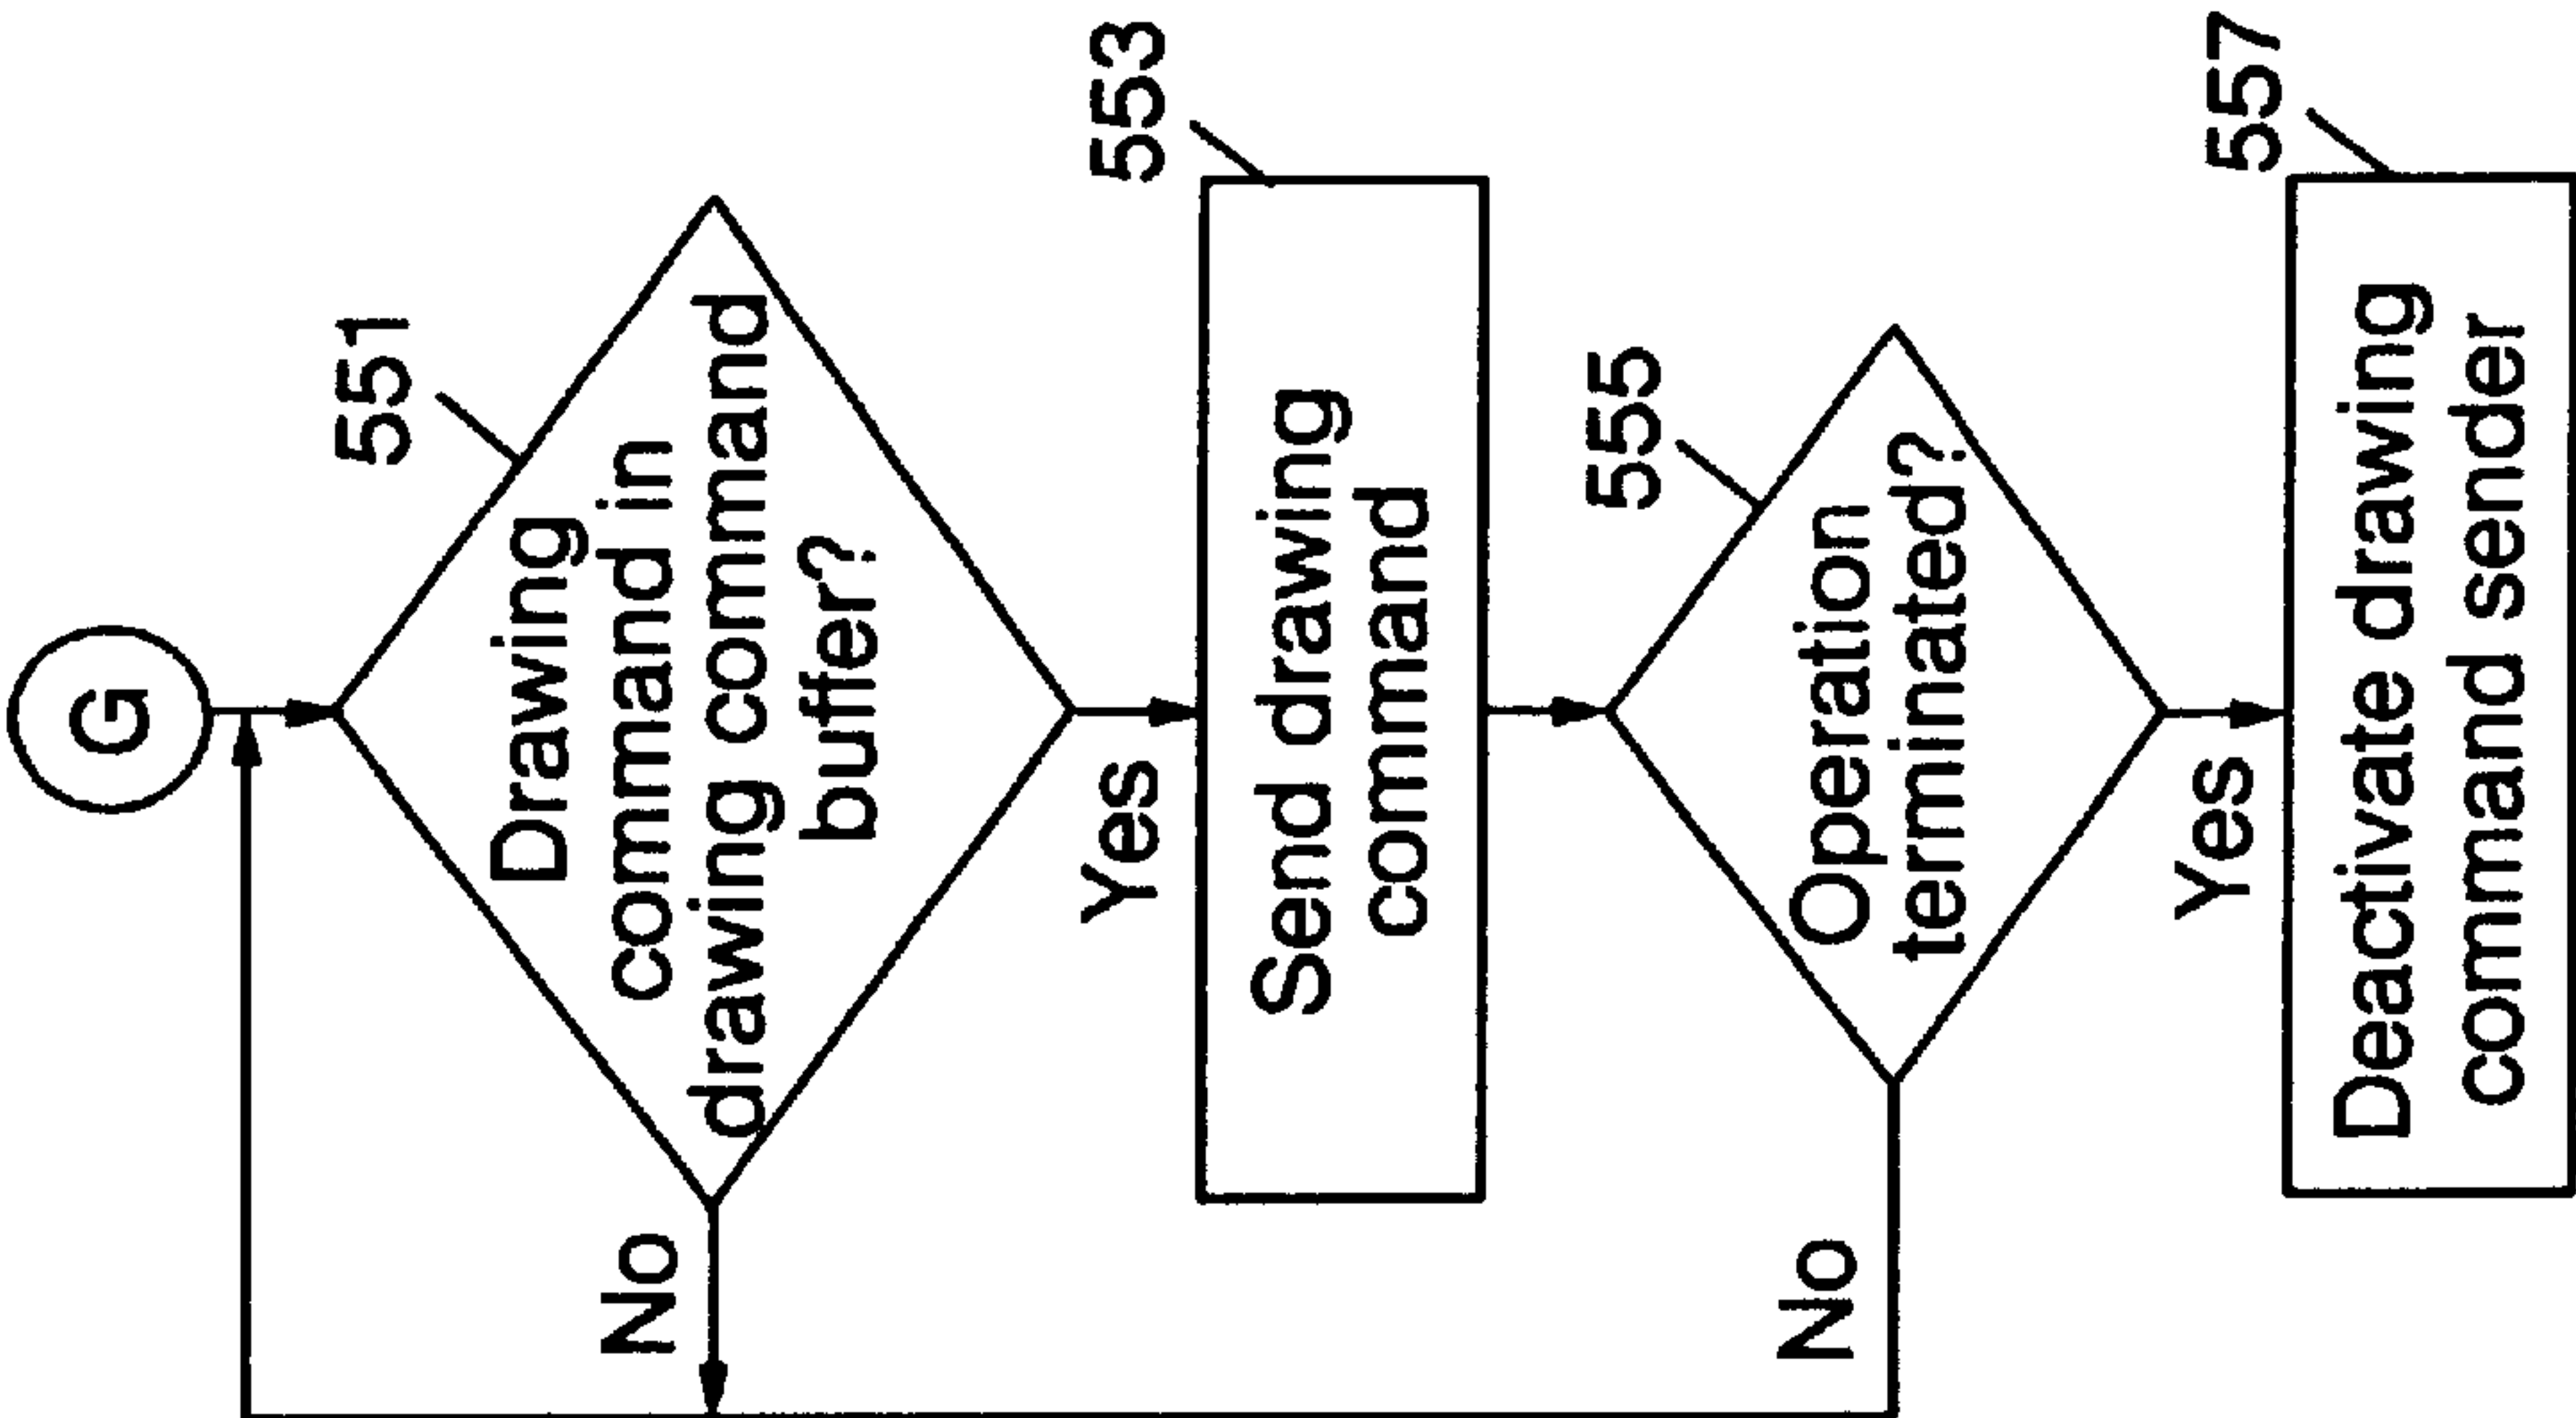 G
551
Drawing
command in
drawing command
buffer?
No
Yes
553
Send drawing
command
555
Operation
terminated?
No
Yes
557
Deactivate drawing
command sender